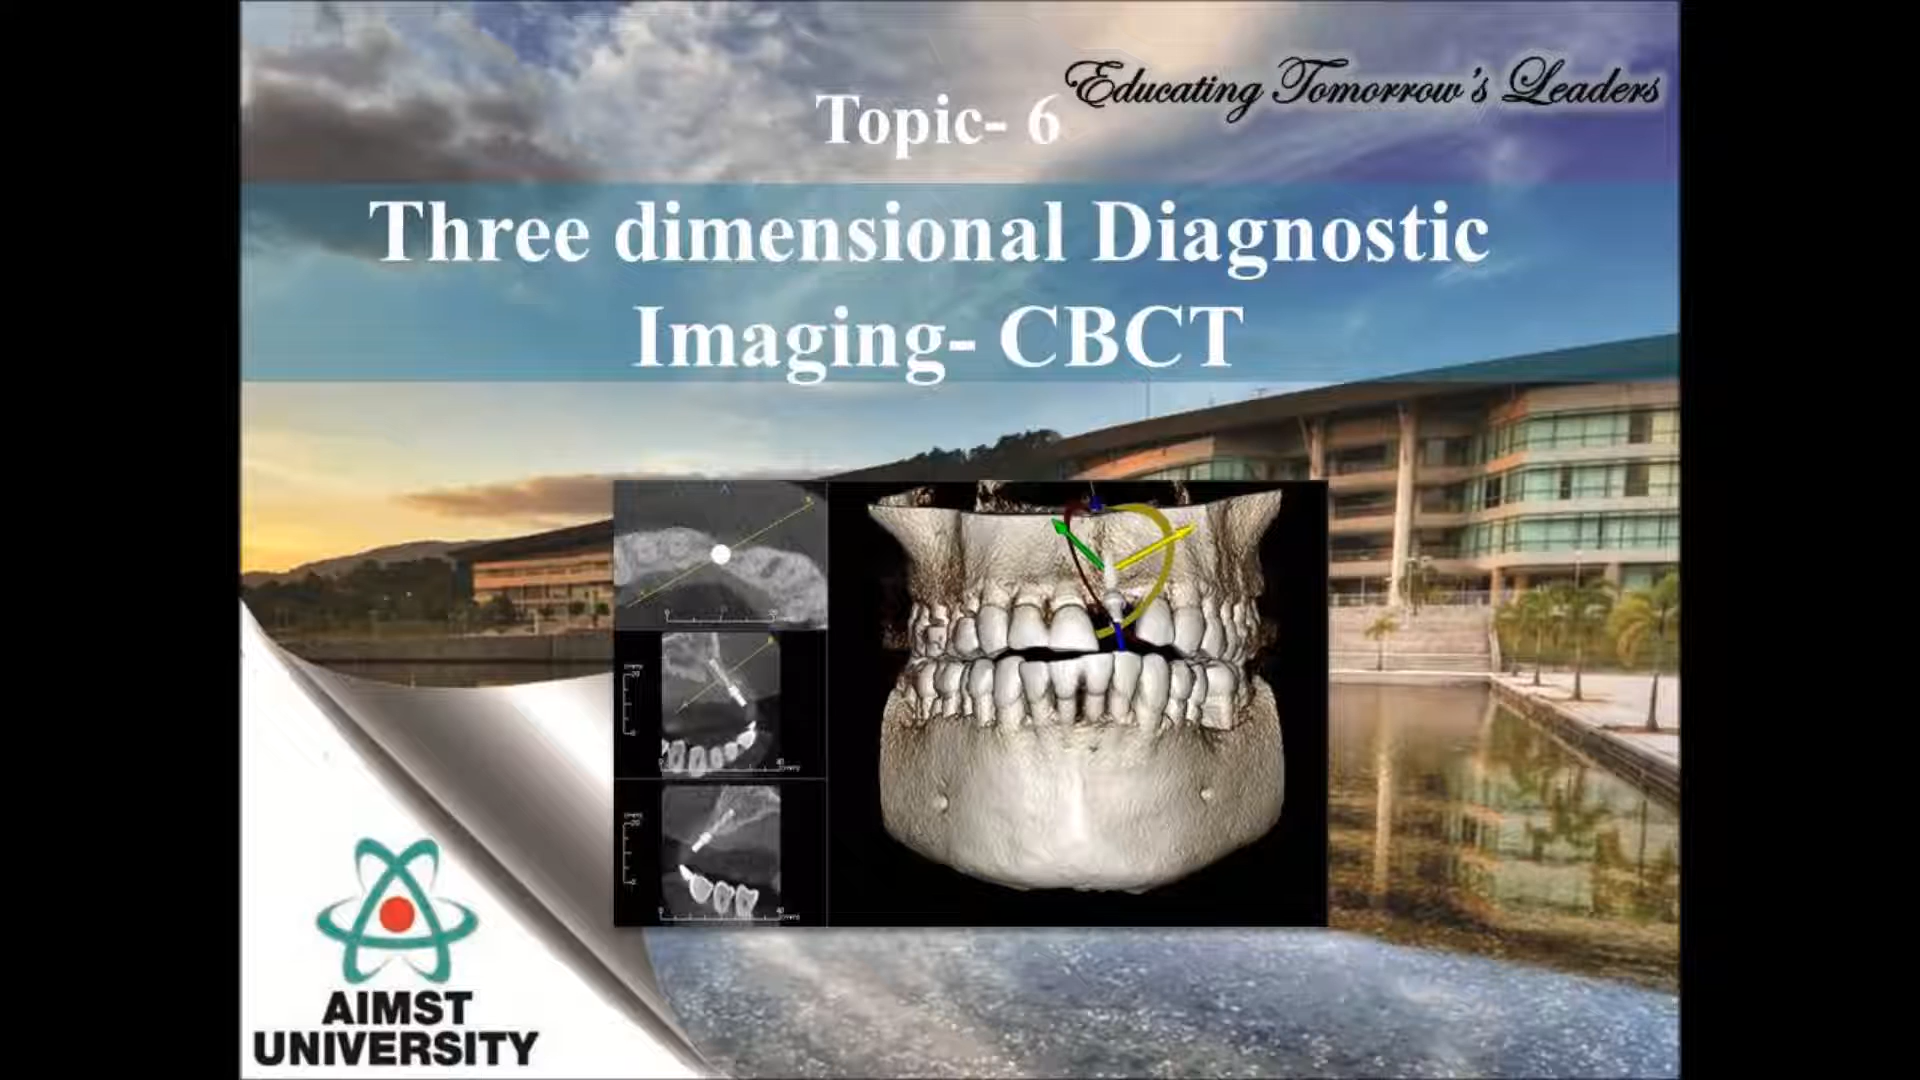 Educating Tomorrow's Leaders
Topic- 6
Three dimensional Diagnostic
Imaging- CBCT
AIMST
UNIVERSITY